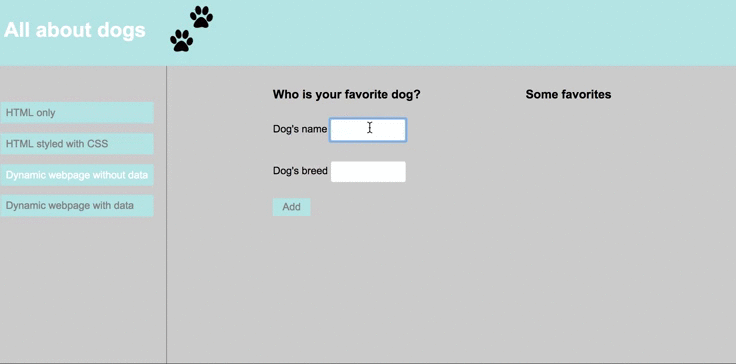 All about dogs
HTML only
HTML styled with CSS
Dynamic webpage without data
Dynamic webpage with data
Who is your favorite dog?
Dog's name
Dog's breed
Add
Some favorites